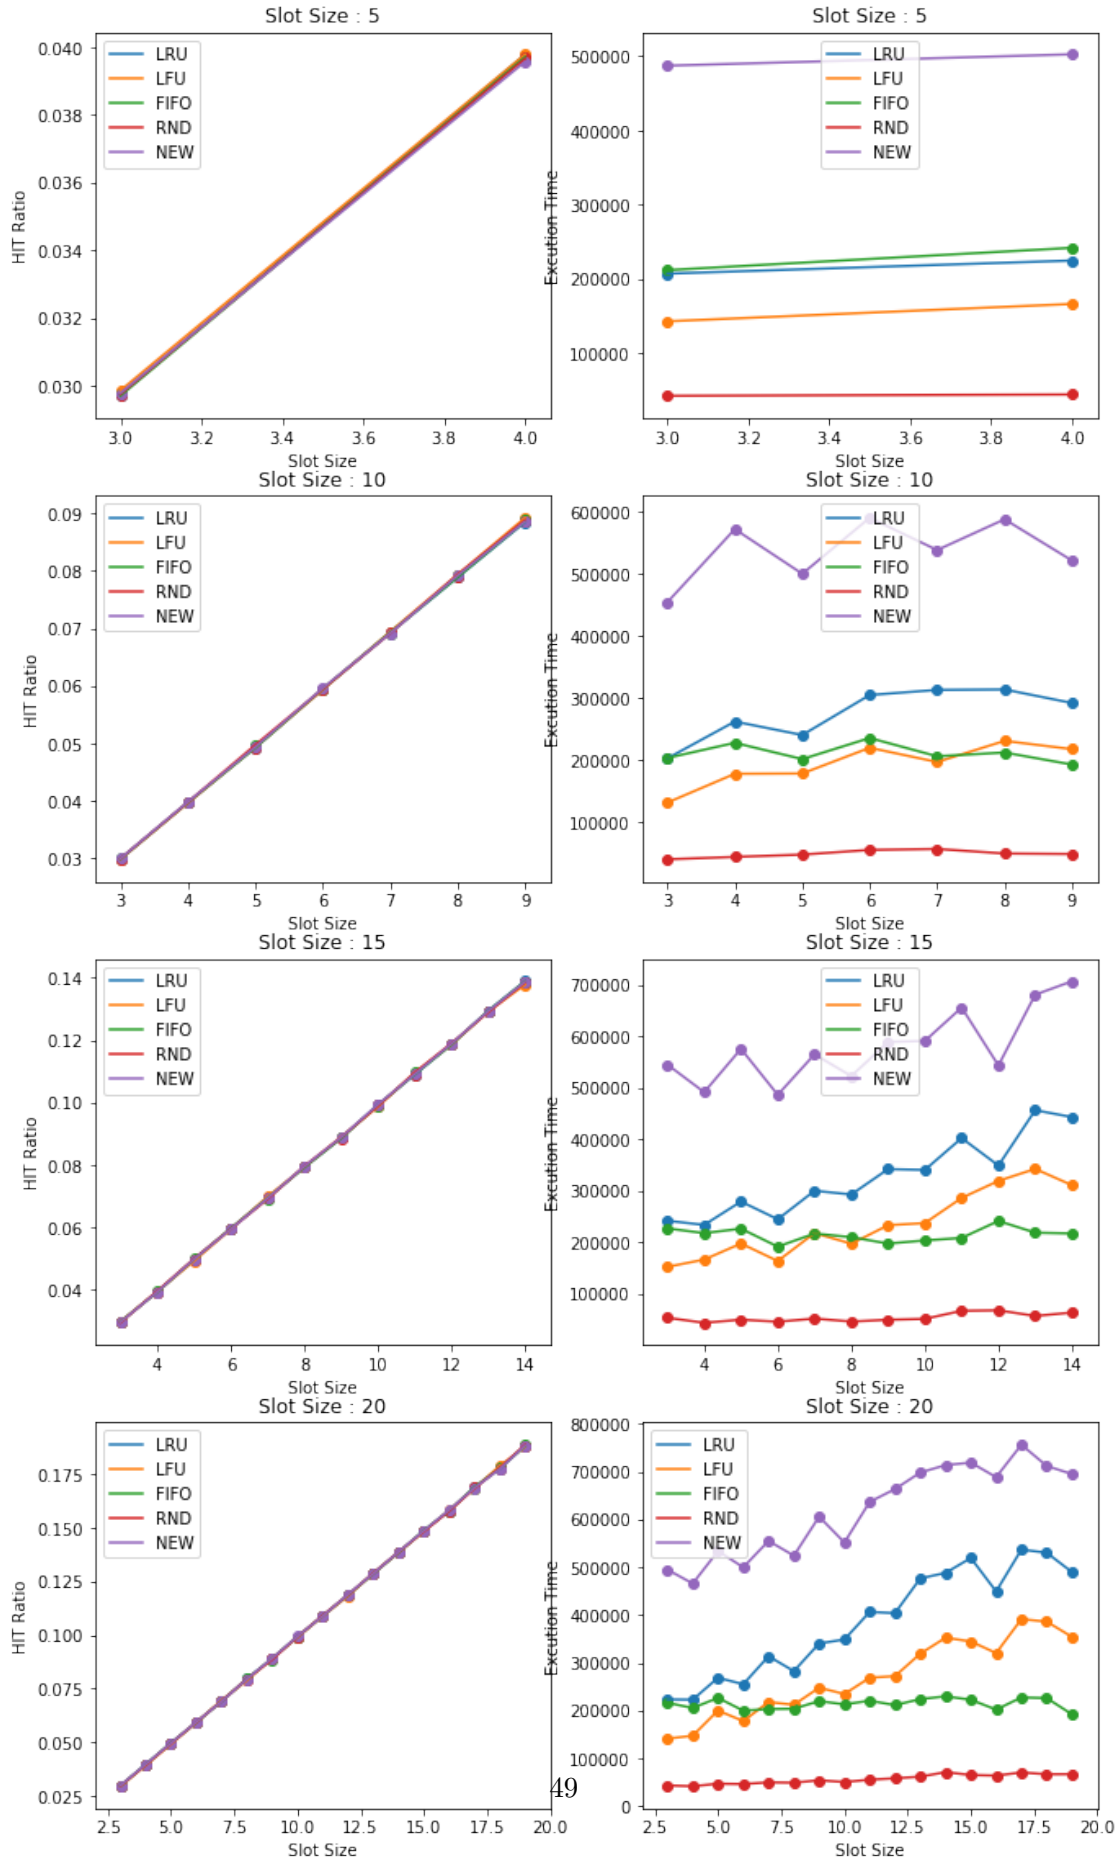 Slot Size : 5
0.040
0.038
0.036
0.034
0.032
0.030
HIT Ratio
LRU
LFU
FIFO
RND
NEW
3.0 3.2 3.4 3.6 3.8 4.0
Slot Size
Slot Size : 5
500000
400000
300000
200000
100000
Excution Time
LRU
LFU
FIFO
RND
NEW
3.0 3.2 3.4 3.6 3.8 4.0
Slot Size
Slot Size : 10
0.09
0.08
0.07
0.06
0.05
0.04
0.03
HIT Ratio
LRU
LFU
FIFO
RND
NEW
3 4 5 6 7 8 9
Slot Size
Slot Size : 10
600000
500000
400000
300000
200000
100000
Excution Time
LRU
LFU
FIFO
RND
NEW
3 4 5 6 7 8 9
Slot Size
Slot Size : 15
0.14
0.12
0.10
0.08
0.06
0.04
HIT Ratio
LRU
LFU
FIFO
RND
NEW
4 6 8 10 12 14
Slot Size
Slot Size : 15
700000
600000
500000
400000
300000
200000
100000
Excution Time
LRU
LFU
FIFO
RND
NEW
4 6 8 10 12 14
Slot Size
Slot Size : 20
0.175
0.150
0.125
0.100
0.075
0.050
0.025
HIT Ratio
LRU
LFU
FIFO
RND
NEW
2.5 5.0 7.5 10.0 12.5 15.0 17.5 20.0
Slot Size
Slot Size : 20
800000
700000
600000
500000
400000
300000
200000
100000
0
Excution Time
LRU
LFU
FIFO
RND
NEW
2.5 5.0 7.5 10.0 12.5 15.0 17.5 20.0
Slot Size
49